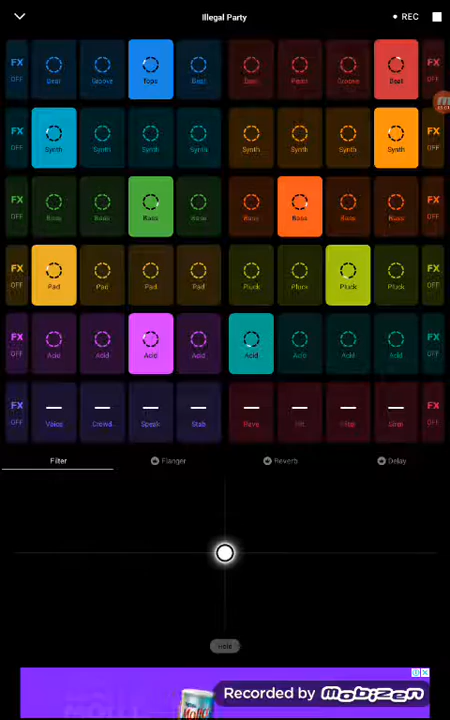 Illegal Party
REC
FX Beat Groove Tops Beat Beat Perc Groove Beat FX
OFF OFF
FX Synth Synth Synth Synth Synth Synth Synth Synth FX
OFF OFF
FX Bass Bass Bass Bass Bass Bass Bass Bass FX
OFF OFF
FX Pad Pad Pad Pad Pluck Pluck Pluck Pluck FX
OFF OFF
FX Acid Acid Acid Acid Acid Acid Acid Acid FX
OFF OFF
FX Voice Crowd Speak Stab Rave Hit Siren FX
OFF OFF
Filter Flanger Reverb Delay
Hold
Recorded by MOBIZEN